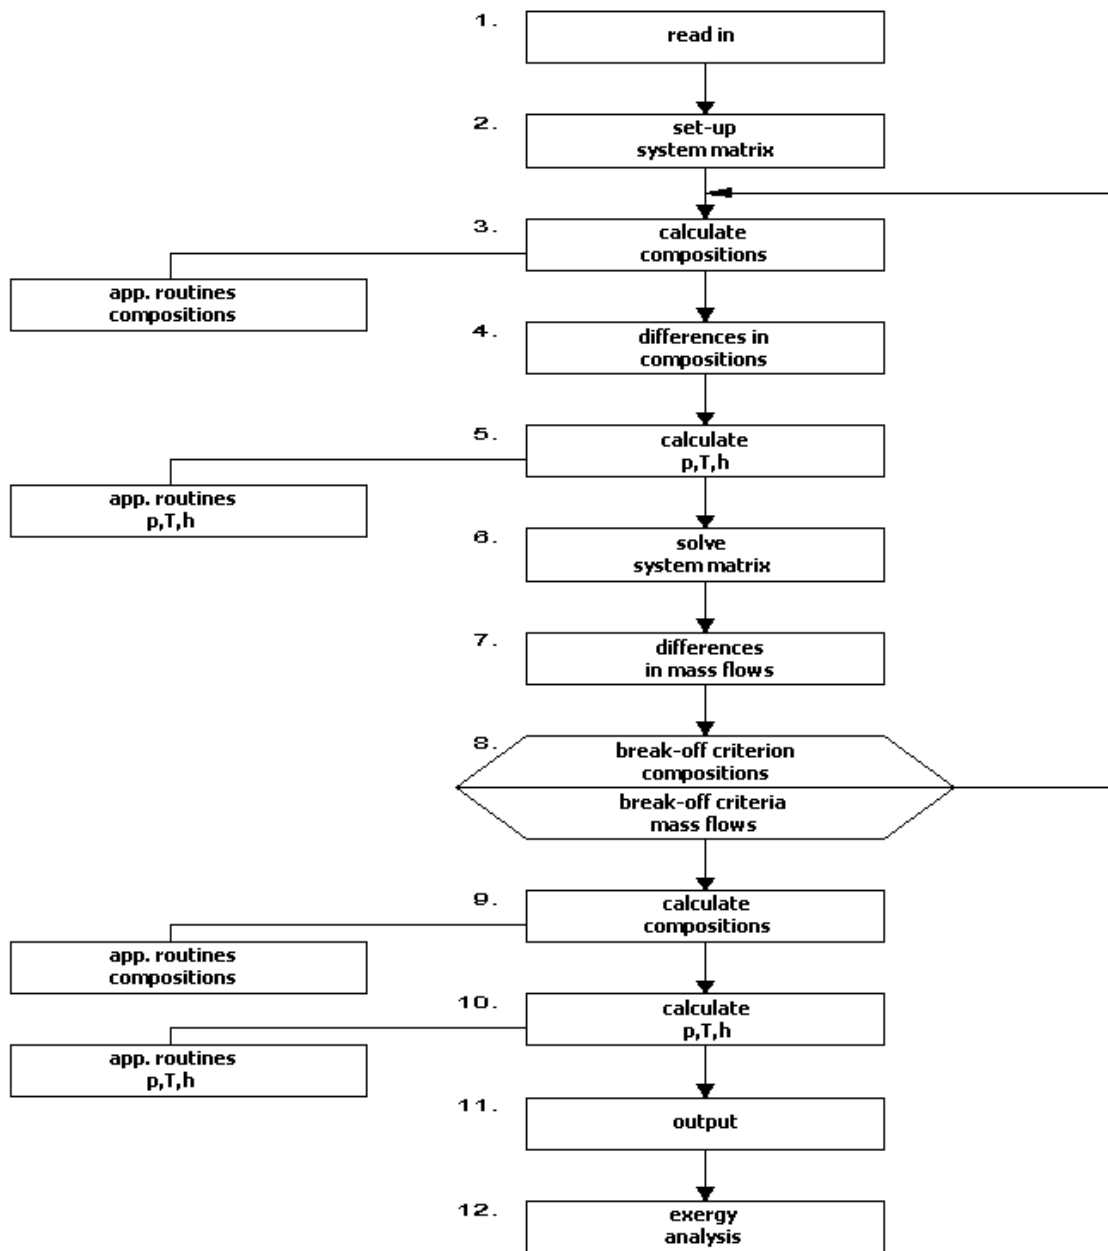 1.
read in
2.
set-up
system matrix
3.
calculate
compositions
app. routines
compositions
4.
differences in
compositions
5.
calculate
p,T,h
app. routines
p,T,h
6.
solve
system matrix
7.
differences
in mass flows
8.
break-off criterion
compositions
break-off criteria
mass flows
9.
calculate
compositions
app. routines
compositions
10.
calculate
p,T,h
app. routines
p,T,h
11.
output
12.
exergy
analysis